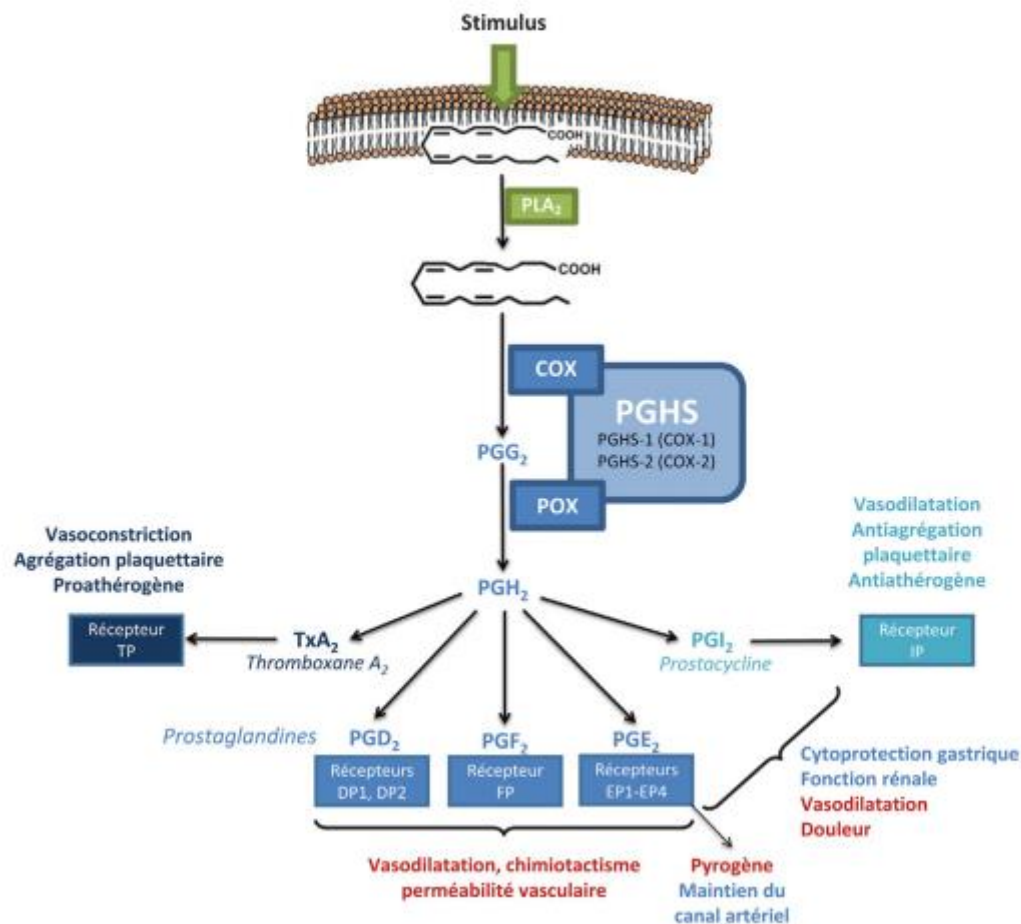 Stimulus
COOH
PLA₂
COOH
COX
PGHS
PGHS-1 (COX-1)
PGHS-2 (COX-2)
PGG₂
POX
Vasoconstriction
Agrégation plaquettaire
Proathérogène
Vasodilatation
Antiagrégation
plaquettaire
Antiathérogène
PGH₂
Récepteur
TP
TxA₂
Thromboxane A₂
PGI₂
Prostacycline
Récepteur
IP
Prostaglandines
PGD₂
PGF₂
PGE₂
Récepteurs
DP1, DP2
Récepteur
FP
Récepteurs
EP1-EP4
Cytoprotection gastrique
Fonction rénale
Vasodilatation
Douleur
Vasodilatation, chimiotactisme
perméabilité vasculaire
Pyrogène
Maintien du
canal artériel